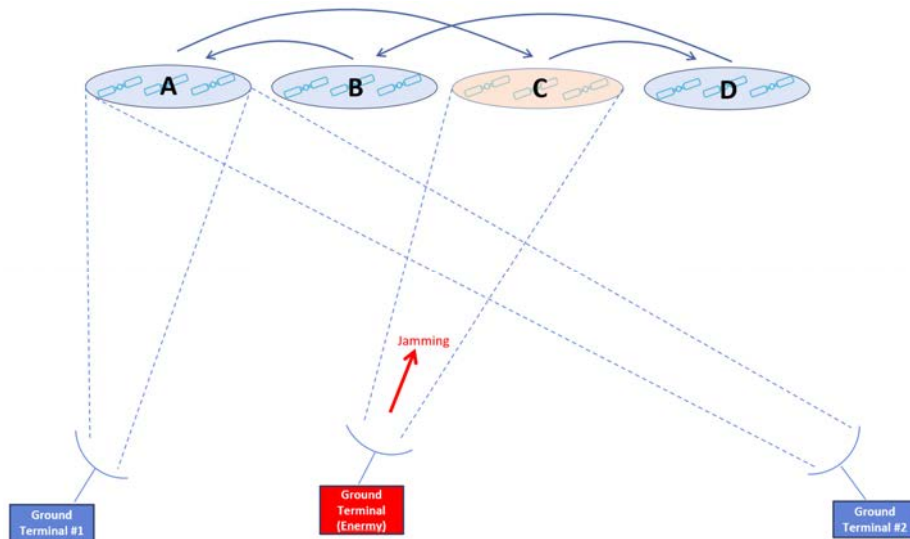 A
B
C
D
Jamming
Ground
Terminal #1
Ground
Terminal
(Enermy)
Ground
Terminal #2